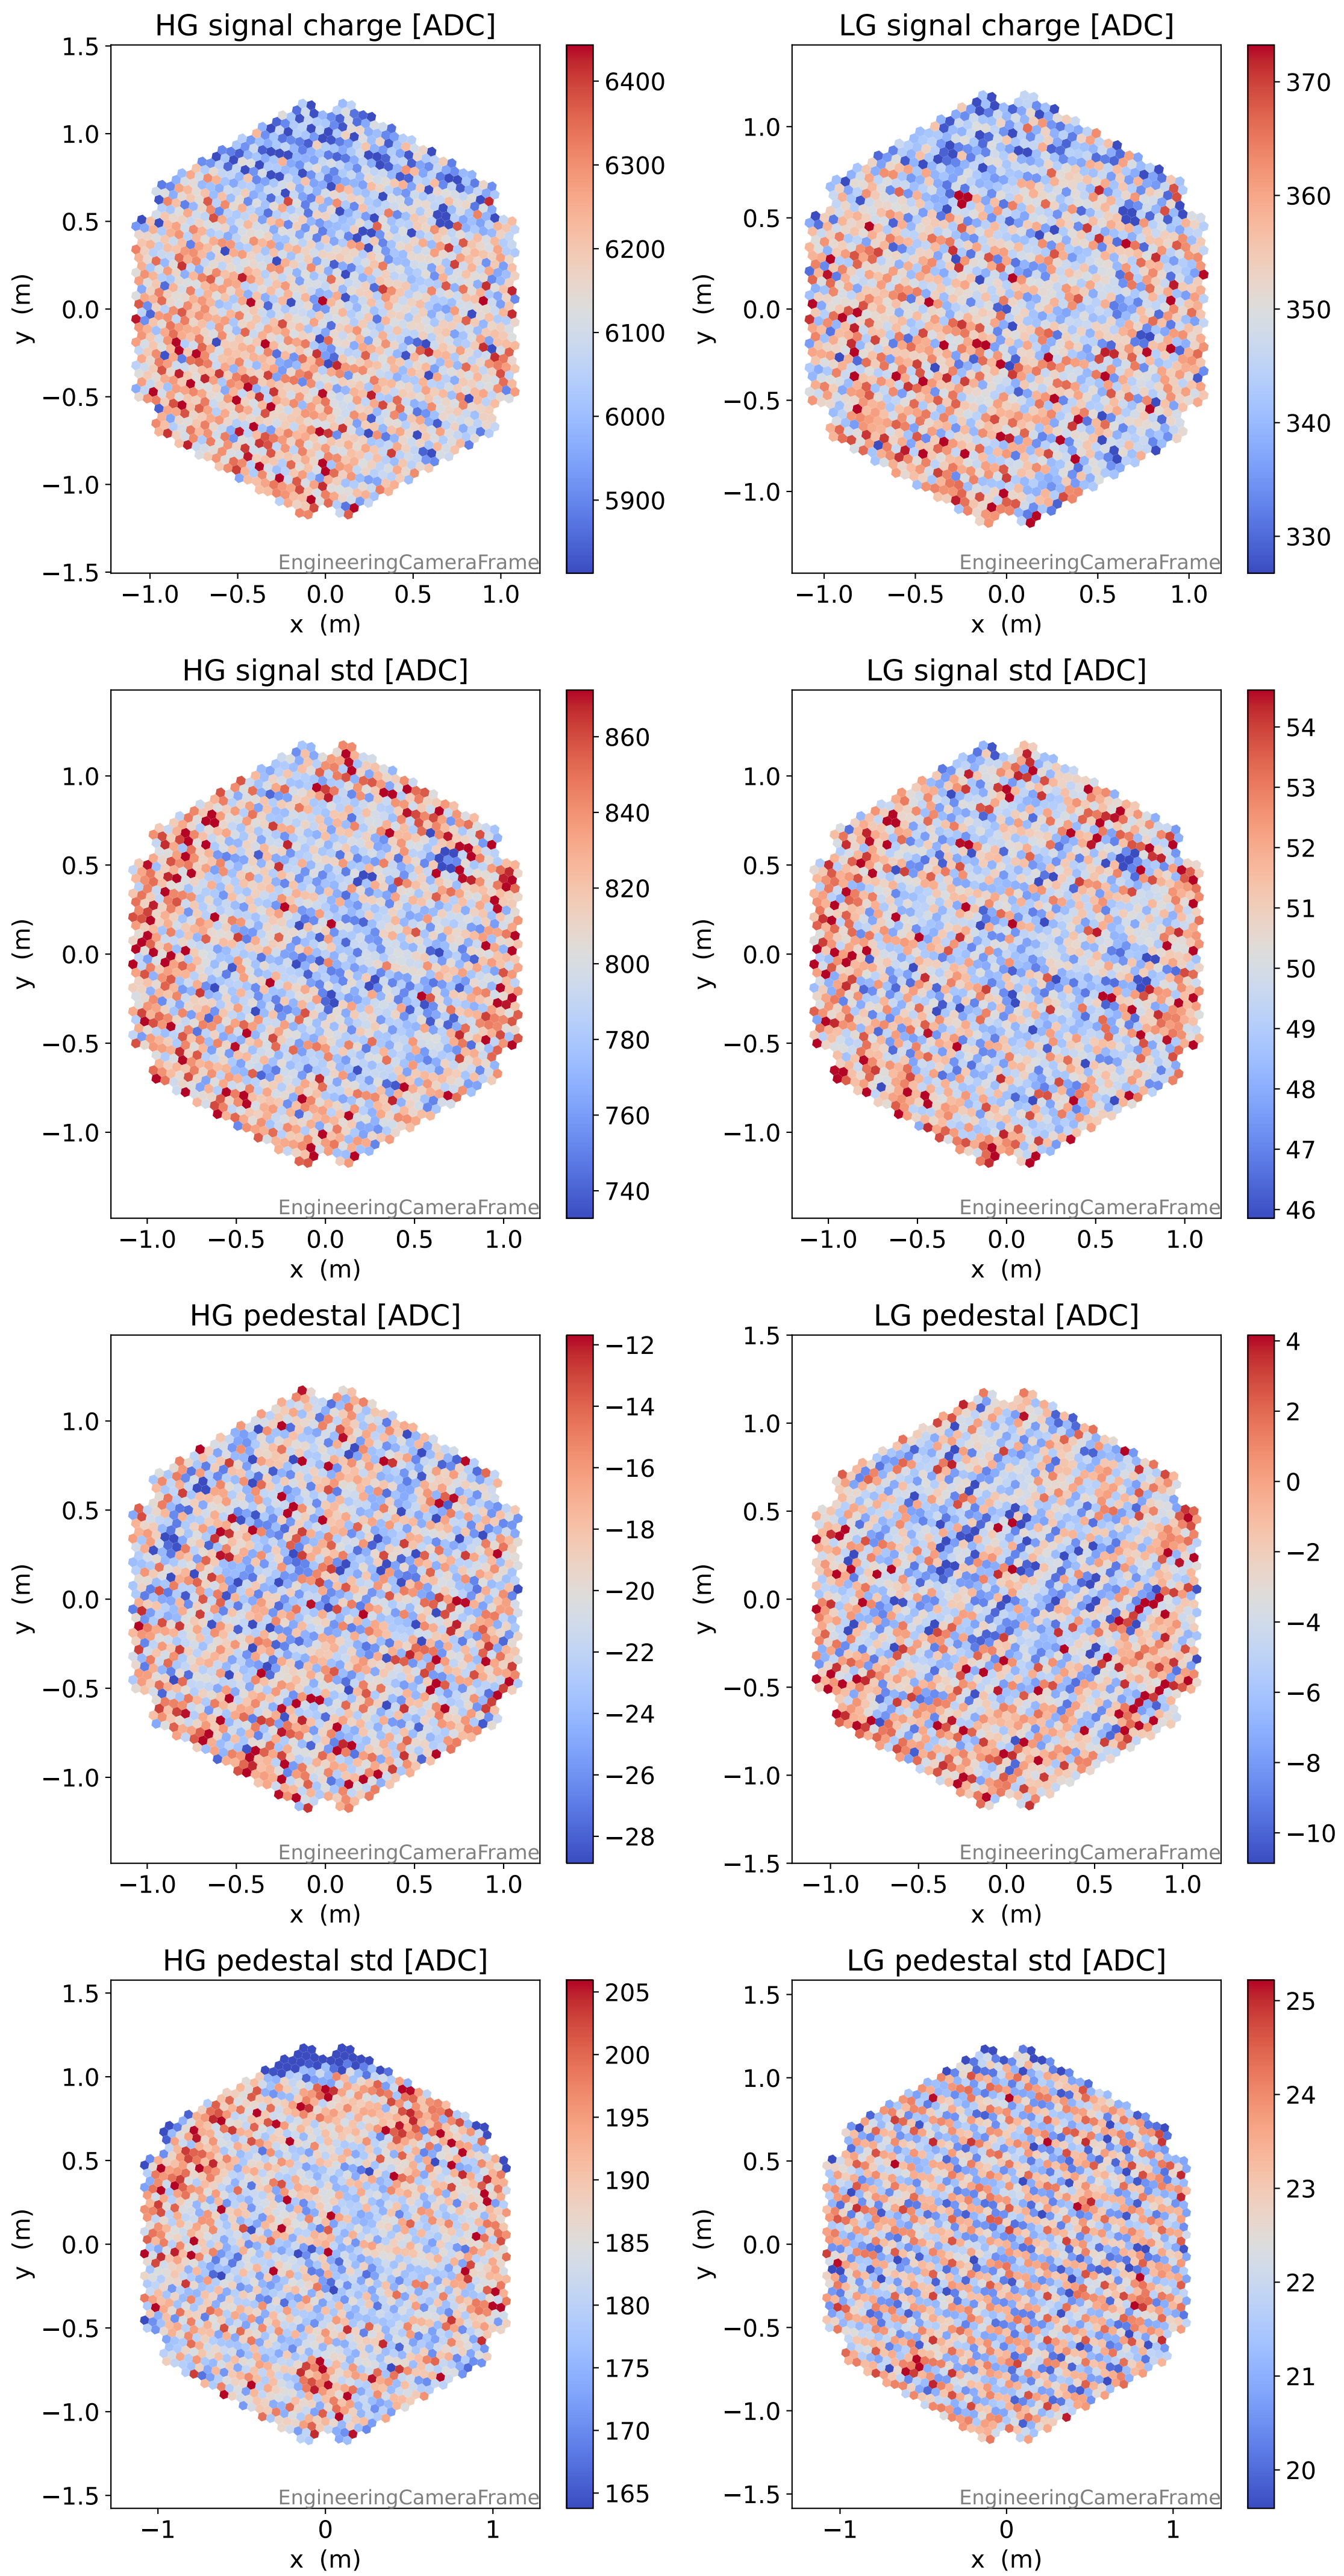 HG signal charge [ADC]
1.5
1.0
0.5
0.0
−0.5
−1.0
−1.5
y (m)
−1.0 −0.5 0.0 0.5 1.0
x (m)
EngineeringCameraFrame
6400
6300
6200
6100
6000
5900
LG signal charge [ADC]
1.0
0.5
0.0
−0.5
−1.0
y (m)
−1.0 −0.5 0.0 0.5 1.0
x (m)
EngineeringCameraFrame
370
360
350
340
330
HG signal std [ADC]
1.0
0.5
0.0
−0.5
−1.0
y (m)
−1.0 −0.5 0.0 0.5 1.0
x (m)
EngineeringCameraFrame
860
840
820
800
780
760
740
LG signal std [ADC]
1.0
0.5
0.0
−0.5
−1.0
y (m)
−1.0 −0.5 0.0 0.5 1.0
x (m)
EngineeringCameraFrame
54
53
52
51
50
49
48
47
46
HG pedestal [ADC]
1.0
0.5
0.0
−0.5
−1.0
y (m)
−1.0 −0.5 0.0 0.5 1.0
x (m)
EngineeringCameraFrame
−12
−14
−16
−18
−20
−22
−24
−26
−28
LG pedestal [ADC]
1.5
1.0
0.5
0.0
−0.5
−1.0
−1.5
y (m)
−1.0 −0.5 0.0 0.5 1.0
x (m)
EngineeringCameraFrame
4
2
0
−2
−4
−6
−8
−10
HG pedestal std [ADC]
1.5
1.0
0.5
0.0
−0.5
−1.0
−1.5
y (m)
−1 0 1
x (m)
EngineeringCameraFrame
205
200
195
190
185
180
175
170
165
LG pedestal std [ADC]
1.5
1.0
0.5
0.0
−0.5
−1.0
−1.5
y (m)
−1 0 1
x (m)
EngineeringCameraFrame
25
24
23
22
21
20